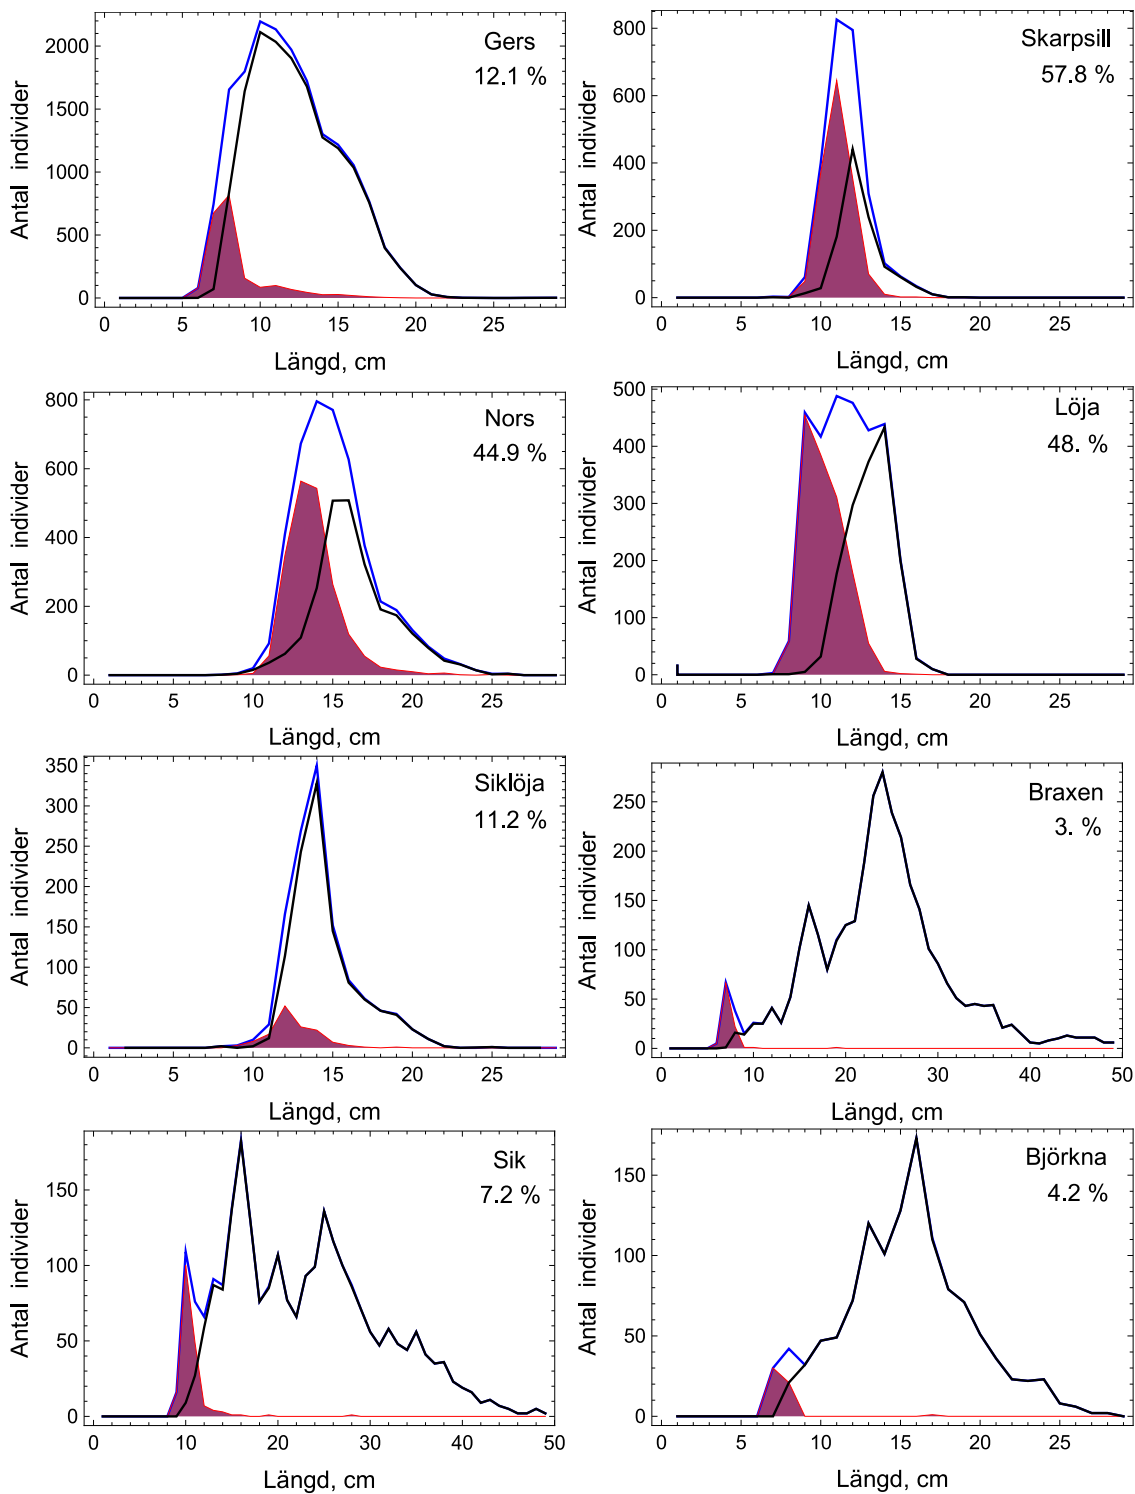 Gers
12.1 %
Antal individer
2000
1500
1000
500
0
0 5 10 15 20 25
Längd, cm
Skarpsill
57.8 %
Antal individer
800
600
400
200
0
0 5 10 15 20 25
Längd, cm
Nors
44.9 %
Antal individer
800
600
400
200
0
0 5 10 15 20 25
Längd, cm
Löja
48. %
Antal individer
500
400
300
200
100
0
0 5 10 15 20 25
Längd, cm
Siklöja
11.2 %
Antal individer
350
300
250
200
150
100
50
0
0 5 10 15 20 25
Längd, cm
Braxen
3. %
Antal individer
250
200
150
100
50
0
0 10 20 30 40 50
Längd, cm
Sik
7.2 %
Antal individer
150
100
50
0
0 10 20 30 40 50
Längd, cm
Björkna
4.2 %
Antal individer
150
100
50
0
0 5 10 15 20 25
Längd, cm